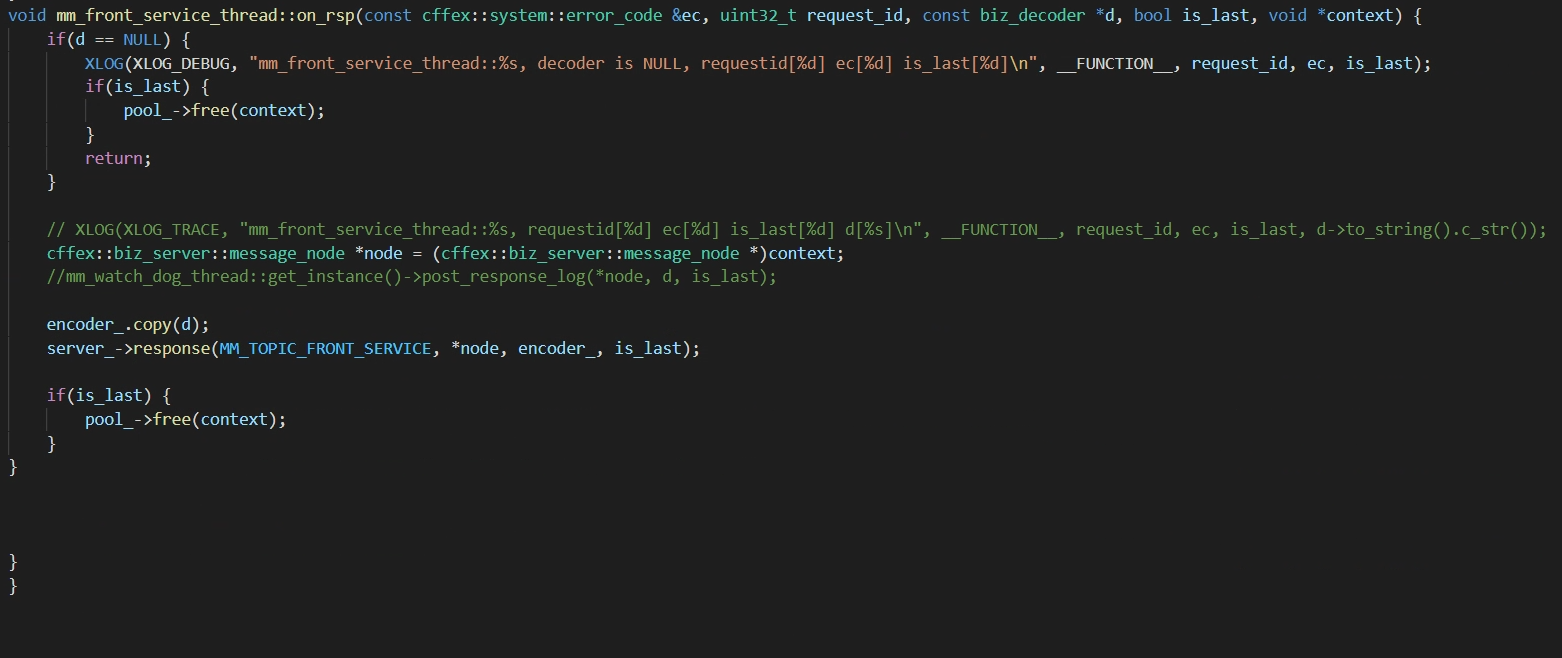 void mm_front_service_thread::on_rsp(const cffex::system::error_code &ec, uint32_t request_id, const biz_decoder *d, bool is_last, void *context) {
    if(d == NULL) {
        XLOG(XLOG_DEBUG, "mm_front_service_thread::%s, decoder is NULL, requestid[%d] ec[%d] is_last[%d]\n", __FUNCTION__, request_id, ec, is_last);
        if(is_last) {
            pool_->free(context);
        }
        return;
    }

    // XLOG(XLOG_TRACE, "mm_front_service_thread::%s, requestid[%d] ec[%d] is_last[%d] d[%s]\n", __FUNCTION__, request_id, ec, is_last, d->to_string().c_str());
    cffex::biz_server::message_node *node = (cffex::biz_server::message_node *)context;
    //mm_watch_dog_thread::get_instance()->post_response_log(*node, d, is_last);

    encoder_.copy(d);
    server_->response(MM_TOPIC_FRONT_SERVICE, *node, encoder_, is_last);

    if(is_last) {
        pool_->free(context);
    }
}



}
}